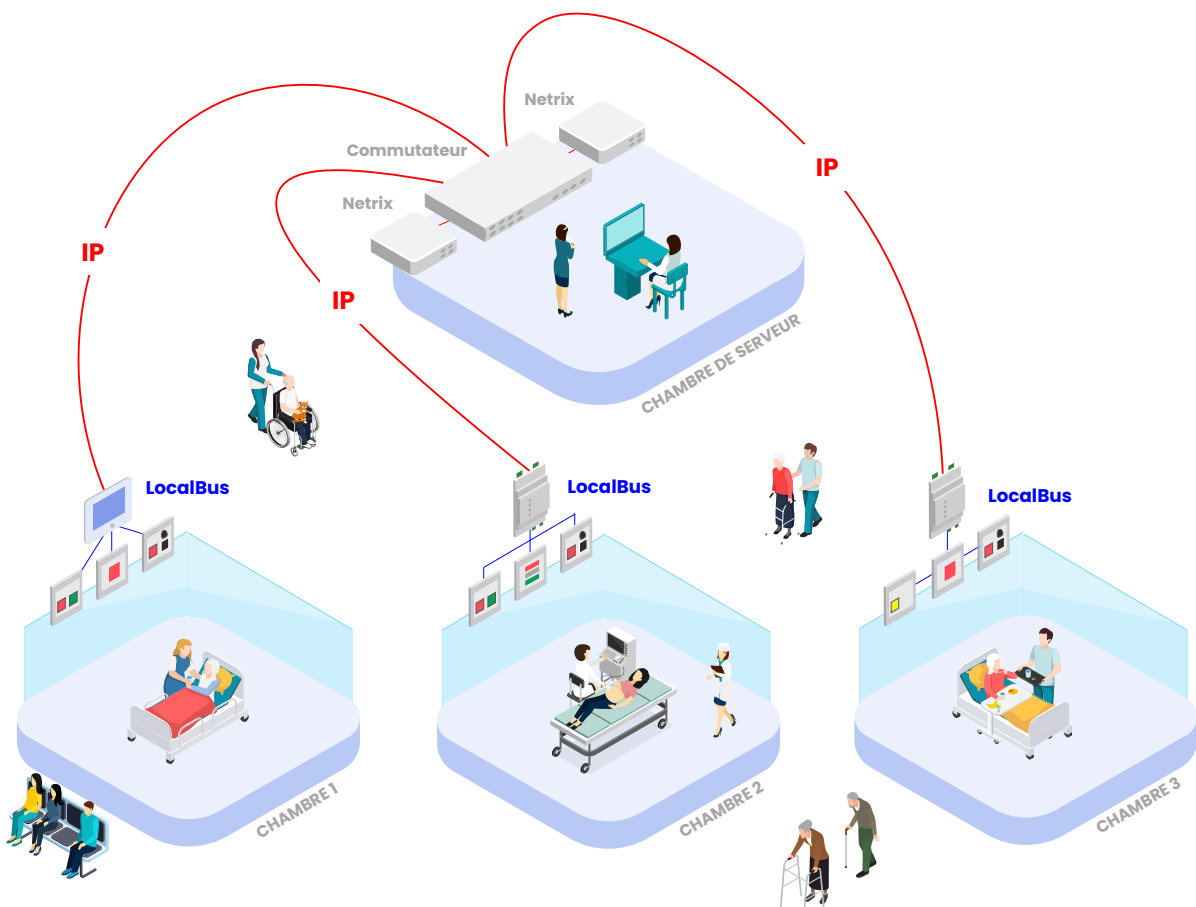 Netrix
Commutateur
IP
Netrix
IP
IP
CHAMBRE DE SERVEUR
LocalBus
LocalBus
LocalBus
CHAMBRE 1
CHAMBRE 2
CHAMBRE 3